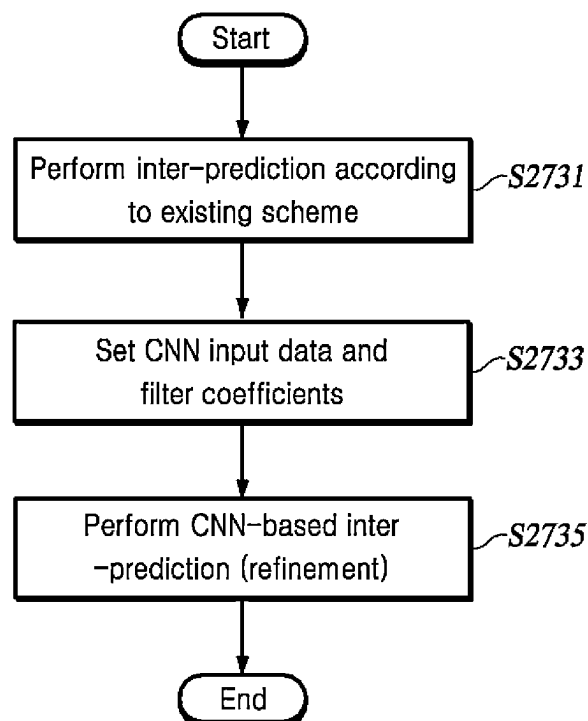 Start
Perform inter-prediction according
to existing scheme
S2731
Set CNN input data and
filter coefficients
S2733
Perform CNN-based inter
-prediction (refinement)
S2735
End